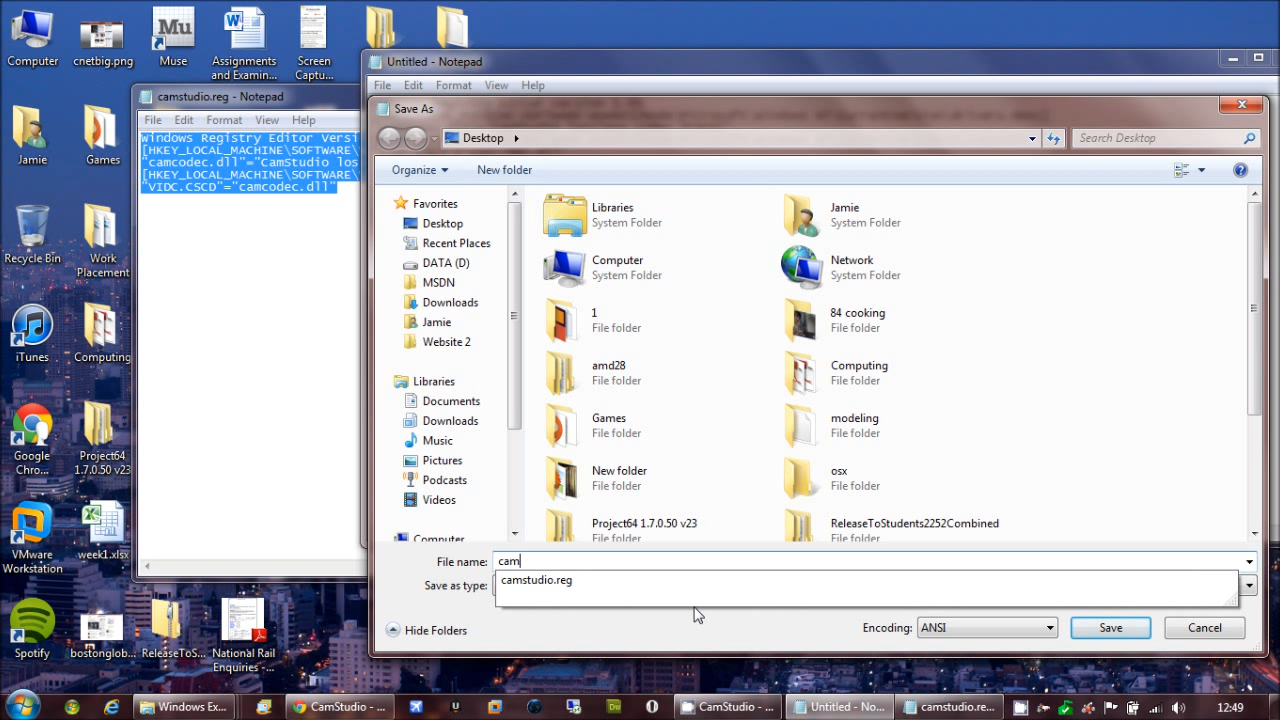 Computer
cnetbig.png
Mu
Muse
Assignments
and Examin...
Screen
Captu...
Jamie
Games
Recycle Bin
Work
Placement
iTunes
Computing
Google
Chro...
Project64
1.7.0.50 v23
VMware
Workstation
week1.xlsx
Spotify
bostonglob...
ReleaseToS...
National Rail
Enquiries -...
camstudio.reg - Notepad
File Edit Format View Help
Windows Registry Editor Versi
[HKEY_LOCAL_MACHINE\SOFTWARE\
"camcodec.dll"="CamStudio los
[HKEY_LOCAL_MACHINE\SOFTWARE\
"VIDC.CSCD"="camcodec.dll"
Untitled - Notepad
File Edit Format View Help
Save As
Desktop
Search Desktop
Organize New folder
Favorites
Desktop
Recent Places
DATA (D)
MSDN
Downloads
Jamie
Website 2
Libraries
Documents
Downloads
Music
Pictures
Podcasts
Videos
Computer
Libraries
System Folder
Jamie
System Folder
Computer
System Folder
Network
System Folder
1
File folder
84 cooking
File folder
amd28
File folder
Computing
File folder
Games
File folder
modeling
File folder
New folder
File folder
osx
File folder
Project64 1.7.0.50 v23
File folder
ReleaseToStudents2252Combined
File folder
File name: cam
camstudio.reg
Save as type:
Hide Folders
Encoding: ANSI
Save
Cancel
Windows Ex...
CamStudio - ...
CamStudio - ...
Untitled - No...
camstudio.re...
12:49